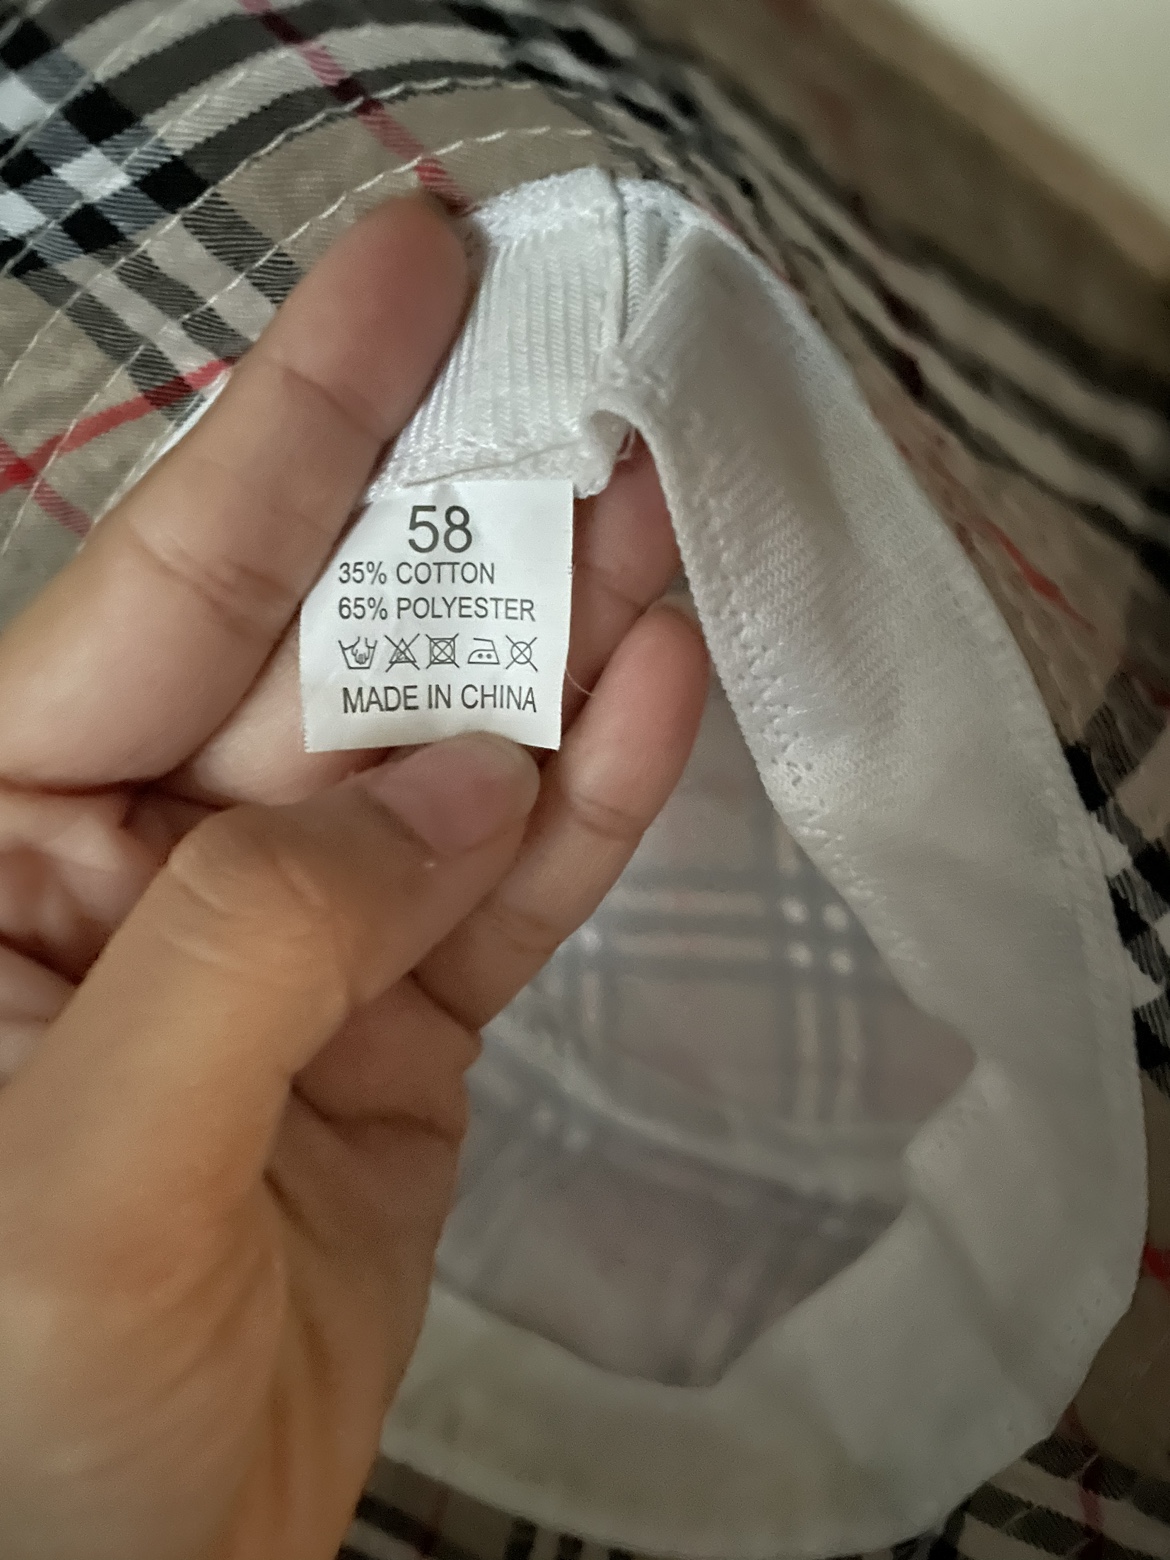 58
35% COTTON
65% POLYESTER
MADE IN CHINA